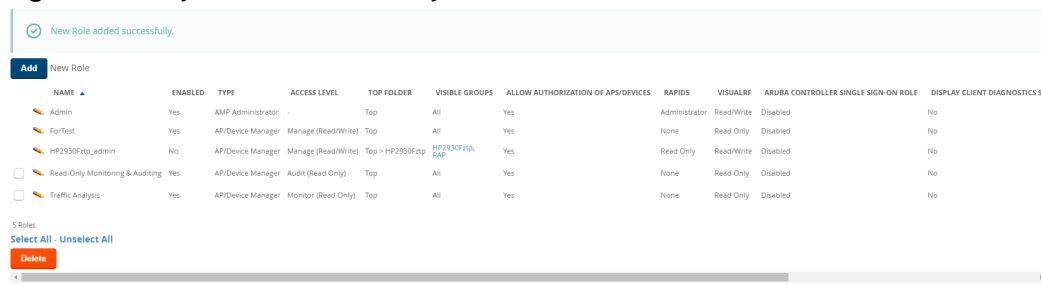 New Role added successfully.
Add New Role
NAME ▲ ENABLED TYPE ACCESS LEVEL TOP FOLDER VISIBLE GROUPS ALLOW AUTHORIZATION OF APS/DEVICES RAPIDS VISUALRF ARUBA CONTROLLER SINGLE SIGN-ON ROLE DISPLAY CLIENT DIAGNOSTICS S
Admin Yes AMP Administrator - Top All Yes Administrator Read/Write Disabled No
ForTest Yes AP/Device Manager Manage (Read/Write) Top All Yes None Read Only Disabled No
HP2930Fztp_admin No AP/Device Manager Manage (Read/Write) Top > HP2930Fztp HP2930Fztp, RAP Yes Read Only Read/Write Disabled No
Read-Only Monitoring & Auditing Yes AP/Device Manager Audit (Read Only) Top All Yes None Read Only Disabled No
Traffic Analysis Yes AP/Device Manager Monitor (Read Only) Top All Yes None Read Only Disabled No
5 Roles
Select All - Unselect All
Delete